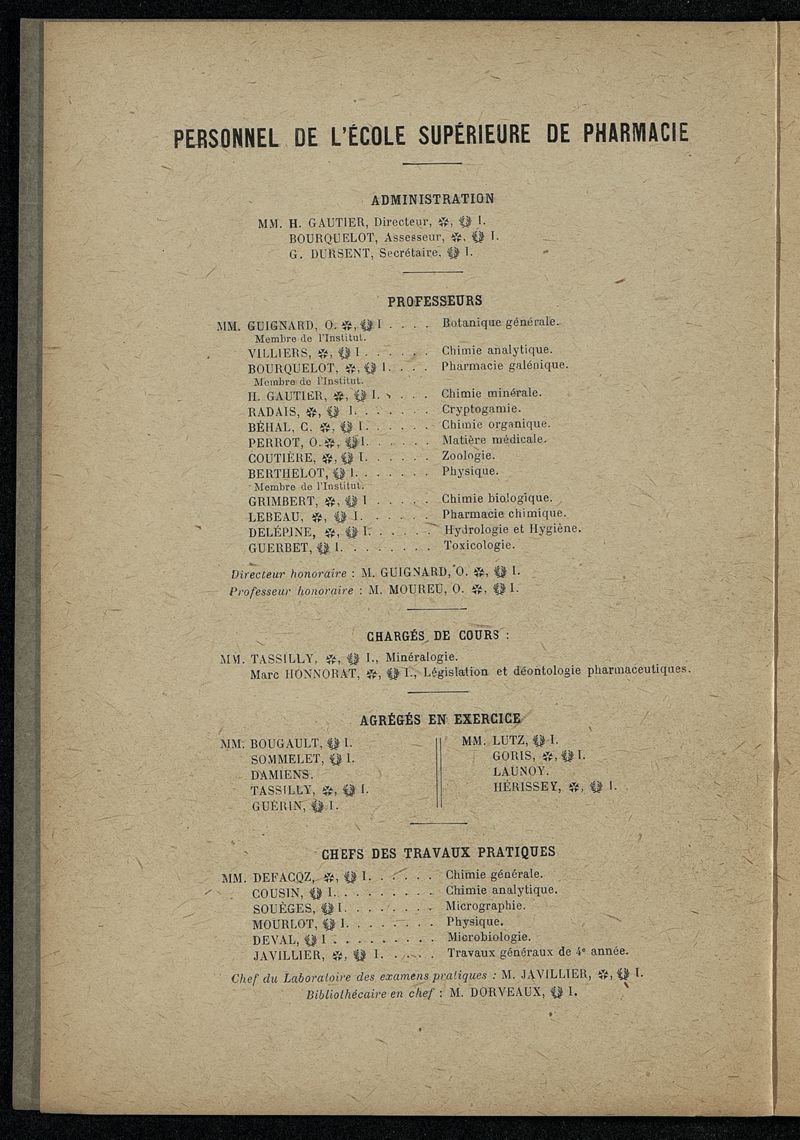 PERSONNEL DE L'ÉCOLE SUPÉRIEURE DE PHARMACIE
ADMINISTRATION
MM. H. GAUTIER, Directeur, ✻, I.
BOURQUELOT, Assesseur, ✻, I.
G. DURSENT, Secrétaire, I.
PROFESSEURS
MM. GUIGNARD, O. ✻, I . . . . Botanique générale.
Membre de l'Institut.
VILLIERS, ✻, I . . . . . . Chimie analytique.
BOURQUELOT, ✻, I. . . . Pharmacie galénique.
Membre de l'Institut.
H. GAUTIER, ✻, I. . . . . Chimie minérale.
RADAIS, ✻, I. . . . . . . Cryptogamie.
BÉHAL, C. ✻, I. . . . . . Chimie organique.
PERROT, O. ✻, I. . . . . . Matière médicale.
COUTIÈRE, ✻, I. . . . . . Zoologie.
BERTHELOT, I. . . . . . . Physique.
Membre de l'Institut.
GRIMBERT, ✻, I . . . . . Chimie biologique.
LEBEAU, ✻, I. . . . . . Pharmacie chimique.
DELÉPINE, ✻, I. . . . . . Hydrologie et Hygiène.
GUERBET, I. . . . . . . . Toxicologie.
Directeur honoraire : M. GUIGNARD, O. ✻, I.
Professeur honoraire : M. MOUREU, O. ✻, I.
CHARGÉS DE COURS :
MM. TASSILLY, ✻, I., Minéralogie.
Marc HONNORAT, ✻, I., Législation et déontologie pharmaceutiques.
AGRÉGÉS EN EXERCICE
MM. BOUGAULT, I.
SOMMELET, I.
DAMIENS.
TASSILLY, ✻, I.
GUÉRIN, I.
MM. LUTZ, I.
GORIS, ✻, I.
LAUNOY.
HÉRISSEY, ✻, I.
CHEFS DES TRAVAUX PRATIQUES
MM. DEFACQZ, ✻, I. . . . . Chimie générale.
COUSIN, I. . . . . . . . . Chimie analytique.
SOUÈGES, I. . . . . . . . Micrographie.
MOURLOT, I. . . . . . . . Physique.
DEVAL, I . . . . . . . . . Microbiologie.
JAVILLIER, ✻, I. . . . . Travaux généraux de 4e année.
Chef du Laboratoire des examens pratiques : M. JAVILLIER, ✻, I.
Bibliothécaire en chef : M. DORVEAUX, I.